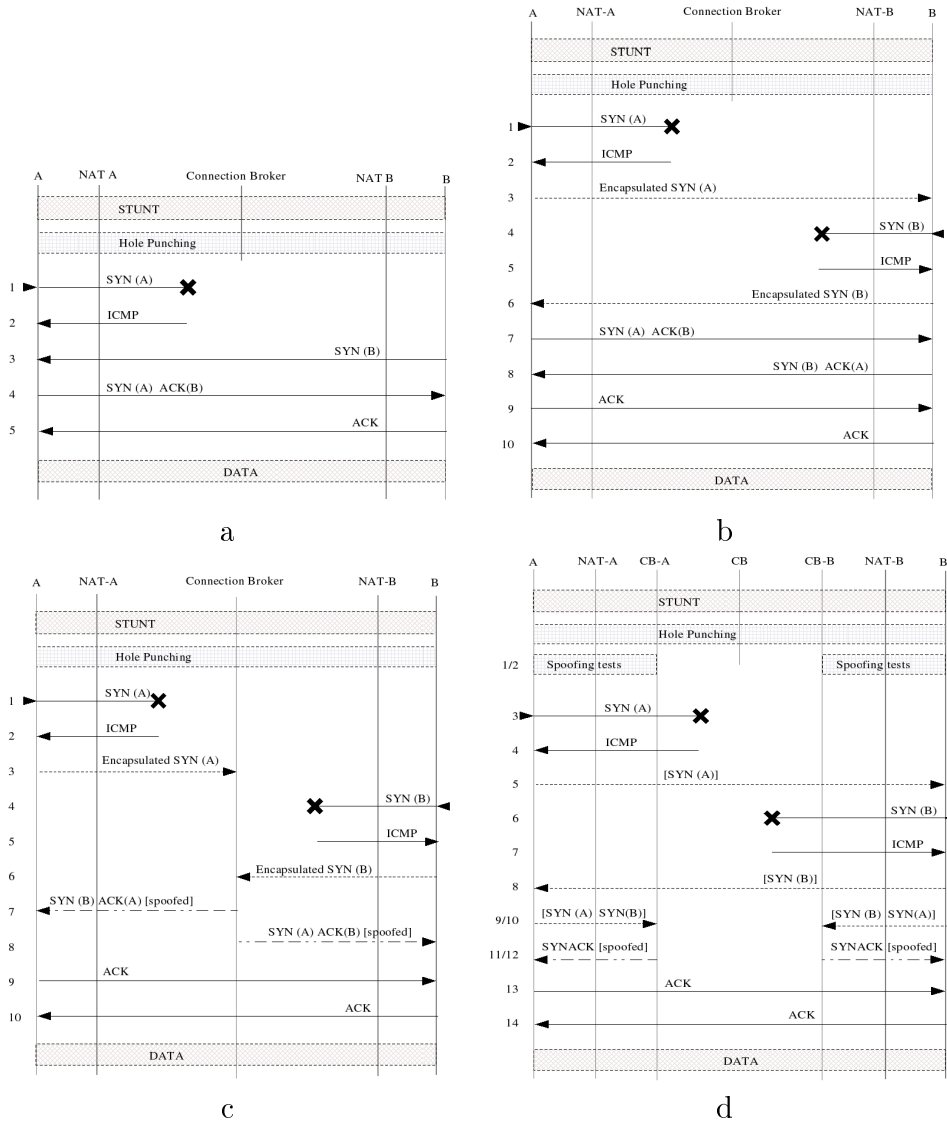 A NAT A Connection Broker NAT B B
STUNT
Hole Punching
1 SYN (A)
2 ICMP
3 SYN (B)
4 SYN (A) ACK(B)
5 ACK
DATA
a
A NAT-A Connection Broker NAT-B B
STUNT
Hole Punching
1 SYN (A)
2 ICMP
3 Encapsulated SYN (A)
4 SYN (B)
5 ICMP
6 Encapsulated SYN (B)
7 SYN (A) ACK(B)
8 SYN (B) ACK(A)
9 ACK
10 ACK
DATA
b
A NAT-A Connection Broker NAT-B B
STUNT
Hole Punching
1 SYN (A)
2 ICMP
3 Encapsulated SYN (A)
4 SYN (B)
5 ICMP
6 Encapsulated SYN (B)
7 SYN (B) ACK(A) [spoofed]
8 SYN (A) ACK(B) [spoofed]
9 ACK
10 ACK
DATA
c
A NAT-A CB-A CB CB-B NAT-B B
STUNT
Hole Punching
1/2 Spoofing tests Spoofing tests
3 SYN (A)
4 ICMP
5 [SYN (A)]
6 SYN (B)
7 ICMP
8 [SYN (B)]
9/10 [SYN (A) SYN(B)] [SYN (B) SYN(A)]
11/12 SYNACK [spoofed] SYNACK [spoofed]
13 ACK
14 ACK
DATA
d